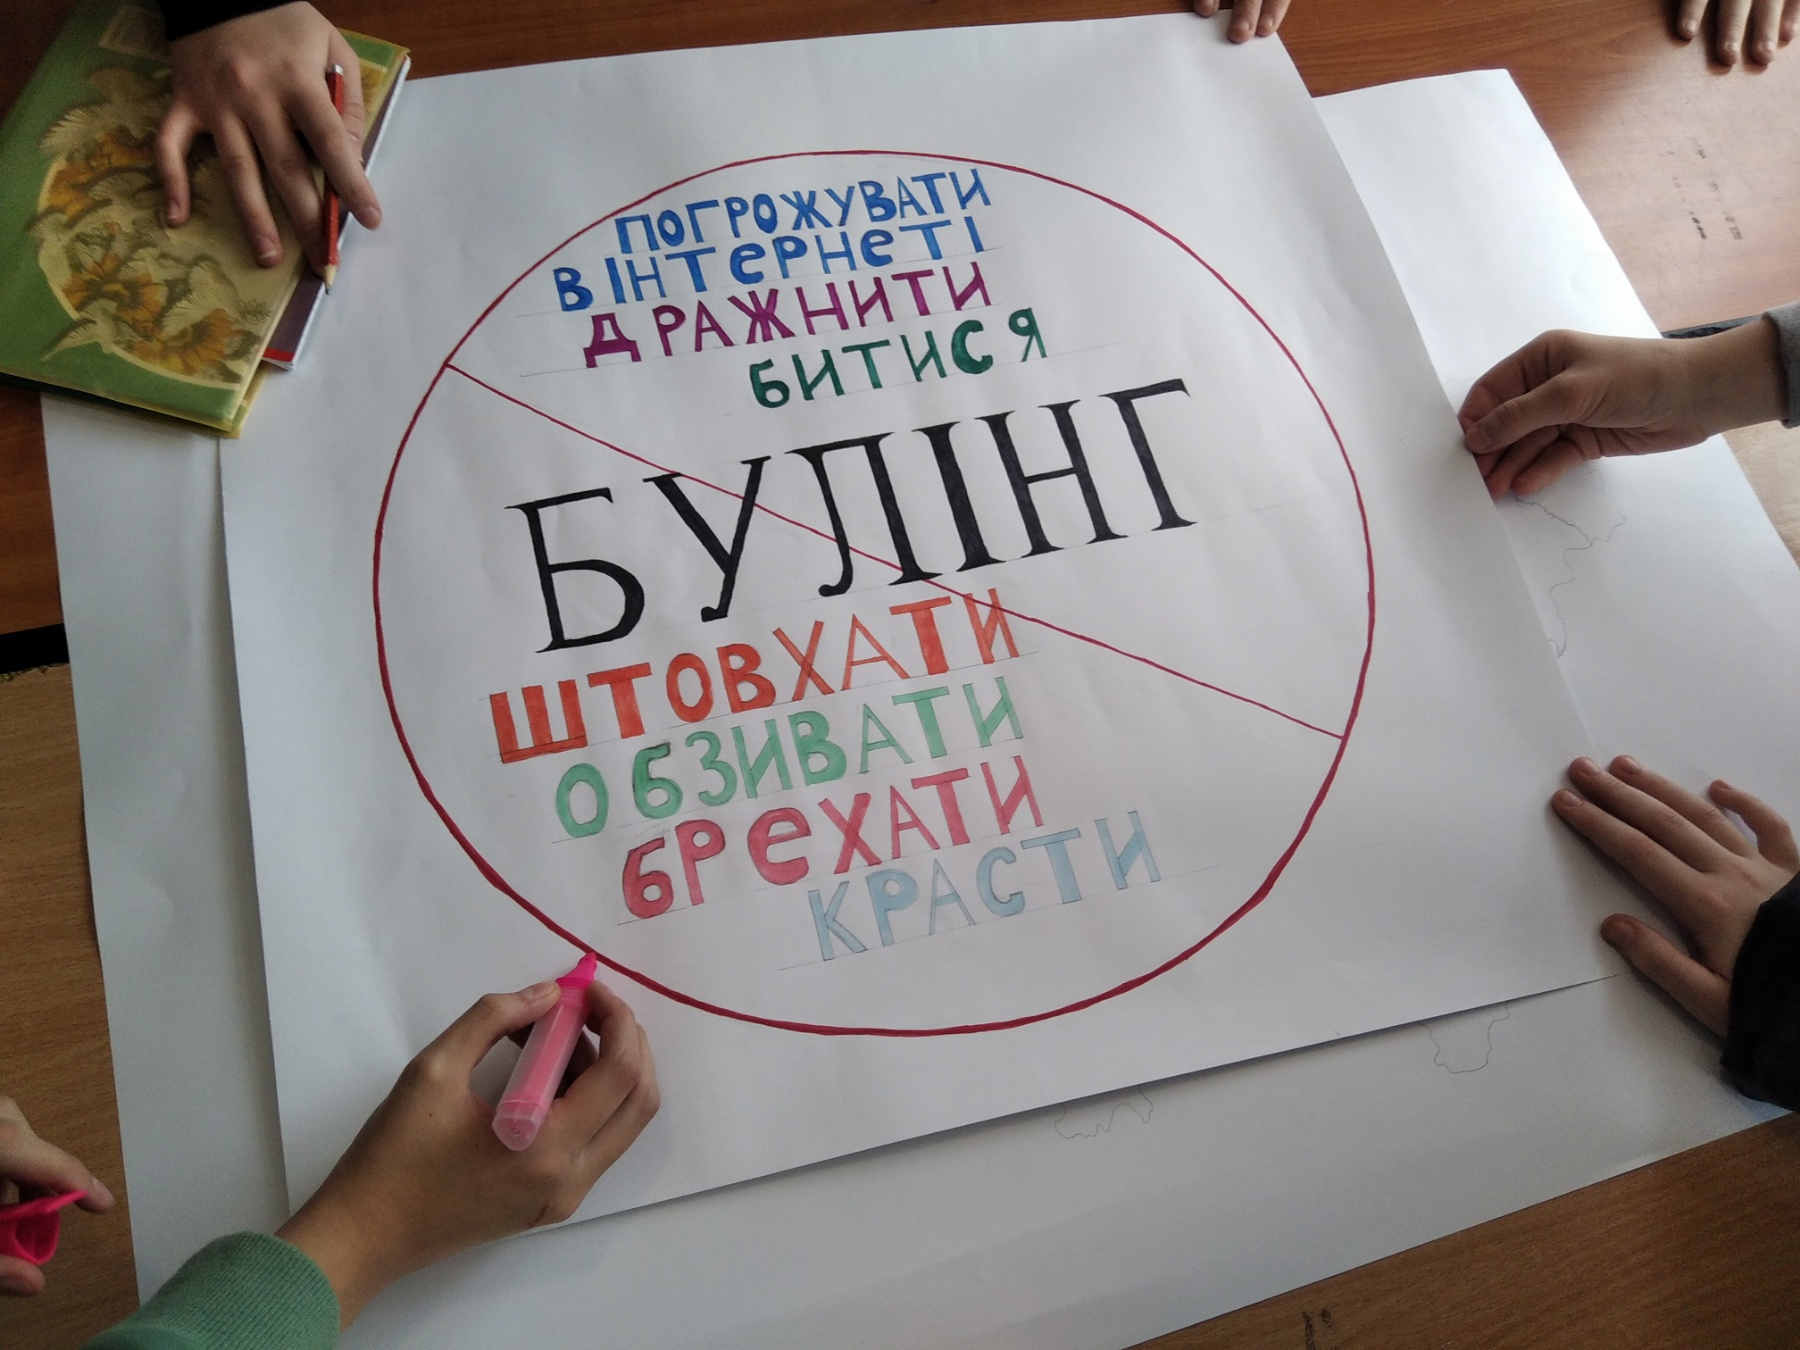 ПОГРОЖУВАТИ
В ІНТЕРНЕТІ
ДРАЖНИТИ
БИТИСЯ
БУЛІНГ
ШТОВХАТИ
ОБЗИВАТИ
БРЕХАТИ
КРАСТИ